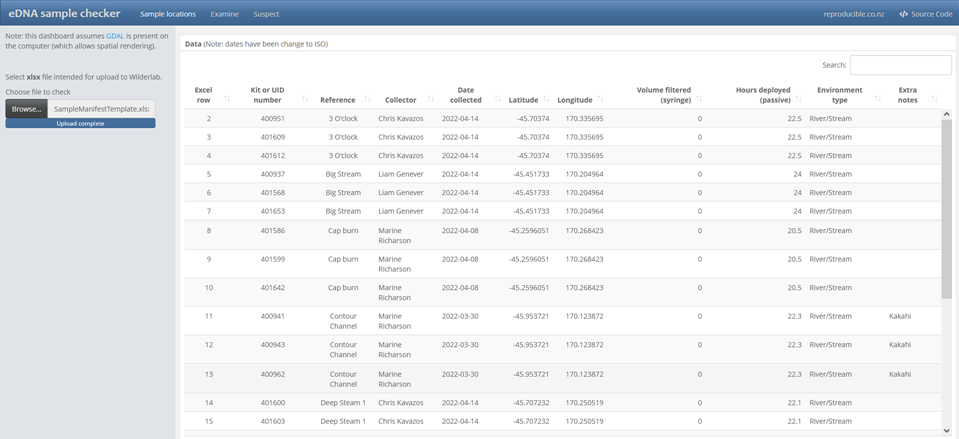 eDNA sample checker Sample locations Examine Suspect reproducible.co.nz Source Code
Note: this dashboard assumes GDAL is present on
the computer (which allows spatial rendering).
Select xlsx file intended for upload to Wilderlab.
Choose file to check
Browse... SampleManifestTemplate.xls:
Upload complete
Data (Note: dates have been change to ISO)
Search:
Excel row Kit or UID number Reference Collector Date collected Latitude Longitude Volume filtered (syringe) Hours deployed (passive) Environment type Extra notes
2 400951 3 O'clock Chris Kavazos 2022-04-14 -45.70374 170.335695 0 22.5 River/Stream
3 401609 3 O'clock Chris Kavazos 2022-04-14 -45.70374 170.335695 0 22.5 River/Stream
4 401612 3 O'clock Chris Kavazos 2022-04-14 -45.70374 170.335695 0 22.5 River/Stream
5 400937 Big Stream Liam Genever 2022-04-14 -45.451733 170.204964 0 24 River/Stream
6 401568 Big Stream Liam Genever 2022-04-14 -45.451733 170.204964 0 24 River/Stream
7 401653 Big Stream Liam Genever 2022-04-14 -45.451733 170.204964 0 24 River/Stream
8 401586 Cap burn Marine Richarson 2022-04-08 -45.2596051 170.268423 0 20.5 River/Stream
9 401599 Cap burn Marine Richarson 2022-04-08 -45.2596051 170.268423 0 20.5 River/Stream
10 401642 Cap burn Marine Richarson 2022-04-08 -45.2596051 170.268423 0 20.5 River/Stream
11 400941 Contour Channel Marine Richarson 2022-03-30 -45.953721 170.123872 0 22.3 River/Stream Kakahi
12 400943 Contour Channel Marine Richarson 2022-03-30 -45.953721 170.123872 0 22.3 River/Stream Kakahi
13 400962 Contour Channel Marine Richarson 2022-03-30 -45.953721 170.123872 0 22.3 River/Stream Kakahi
14 401600 Deep Steam 1 Chris Kavazos 2022-04-14 -45.707232 170.250519 0 22.1 River/Stream
15 401603 Deep Steam 1 Chris Kavazos 2022-04-14 -45.707232 170.250519 0 22.1 River/Stream